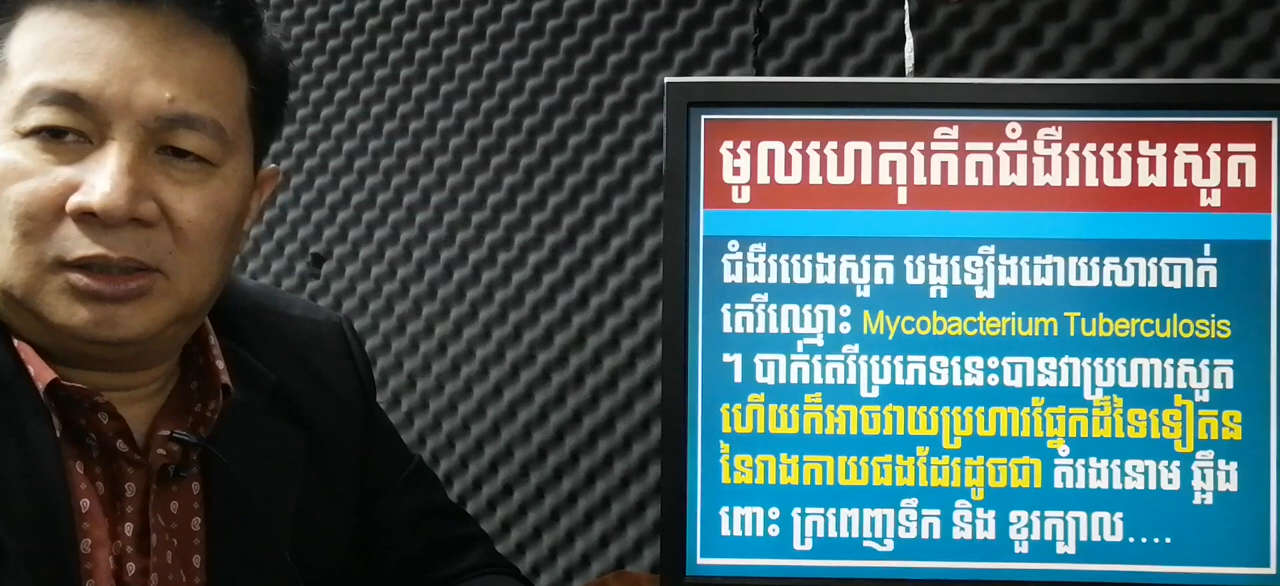 មូលហេតុកើតជំងឺរបេងសួត
ជំងឺរបេងសួត បង្កឡើងដោយសារបាក់
តេរីឈ្មោះ Mycobacterium Tuberculosis
។ បាក់តេរីប្រភេទនេះបានវាប្រហារសួត
ហើយក៏អាចវាយប្រហារផ្នែកដ៏ទៃទៀតន
នៃរាងកាយផងដែរដូចជា តំរងនោម ឆ្អឹង
ពោះ ក្រពេញទឹក និង ខួរក្បាល....